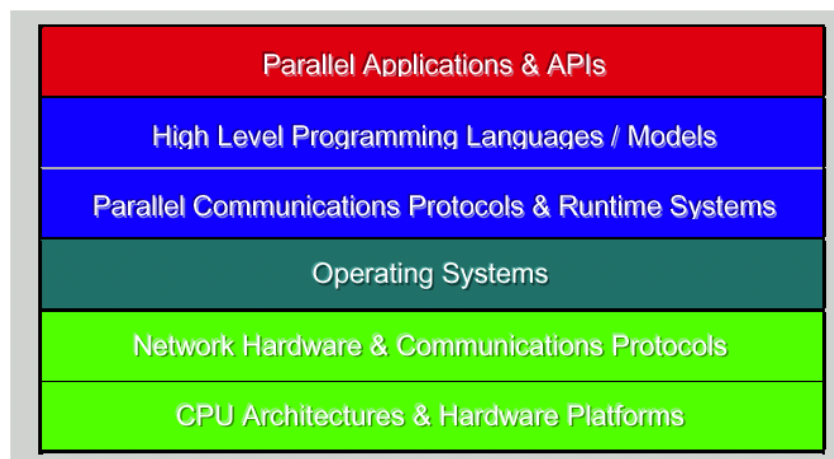 Parallel Applications & APIs
High Level Programming Languages / Models
Parallel Communications Protocols & Runtime Systems
Operating Systems
Network Hardware & Communications Protocols
CPU Architectures & Hardware Platforms